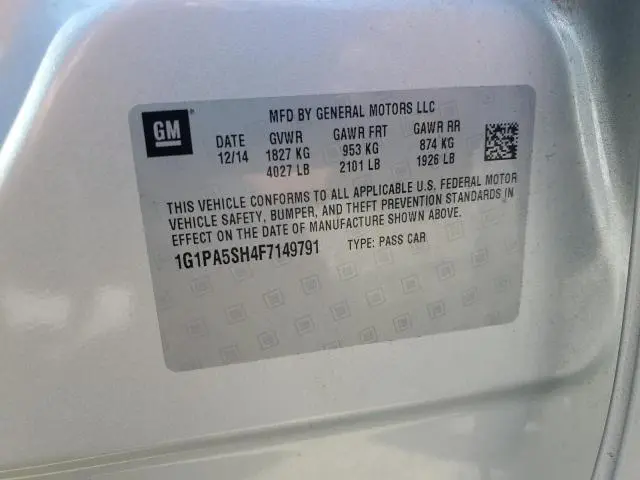 GM
MFD BY GENERAL MOTORS LLC
DATE GVWR GAWR FRT GAWR RR
12/14 1827 KG 953 KG 874 KG
4027 LB 2101 LB 1926 LB
THIS VEHICLE CONFORMS TO ALL APPLICABLE U.S. FEDERAL MOTOR
VEHICLE SAFETY, BUMPER, AND THEFT PREVENTION STANDARDS IN
EFFECT ON THE DATE OF MANUFACTURE SHOWN ABOVE.
1G1PA5SH4F7149791 TYPE: PASS CAR